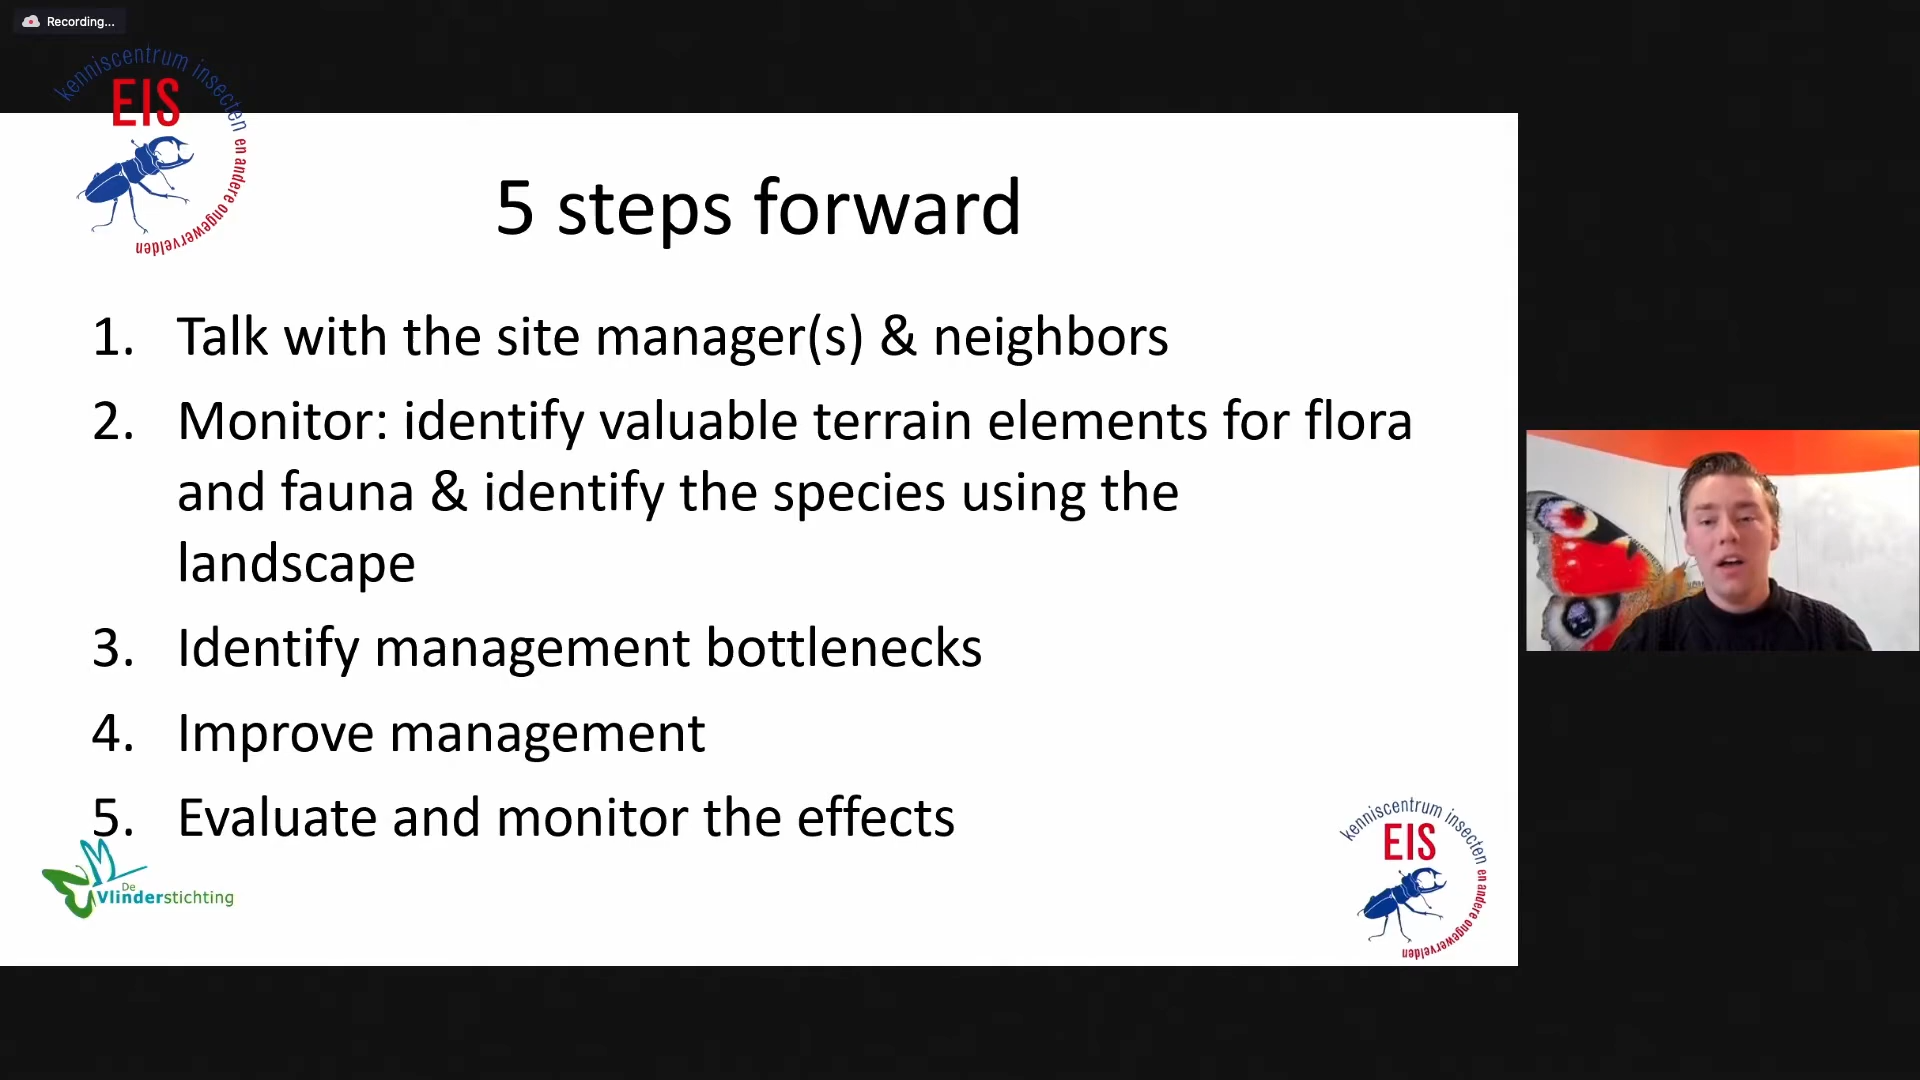 Recording...
kenniscentrum insecten en andere ongewervelden
EIS
5 steps forward
1. Talk with the site manager(s) & neighbors
2. Monitor: identify valuable terrain elements for flora
and fauna & identify the species using the
landscape
3. Identify management bottlenecks
4. Improve management
5. Evaluate and monitor the effects
De
Vlinderstichting
kenniscentrum insecten en andere ongewervelden
EIS